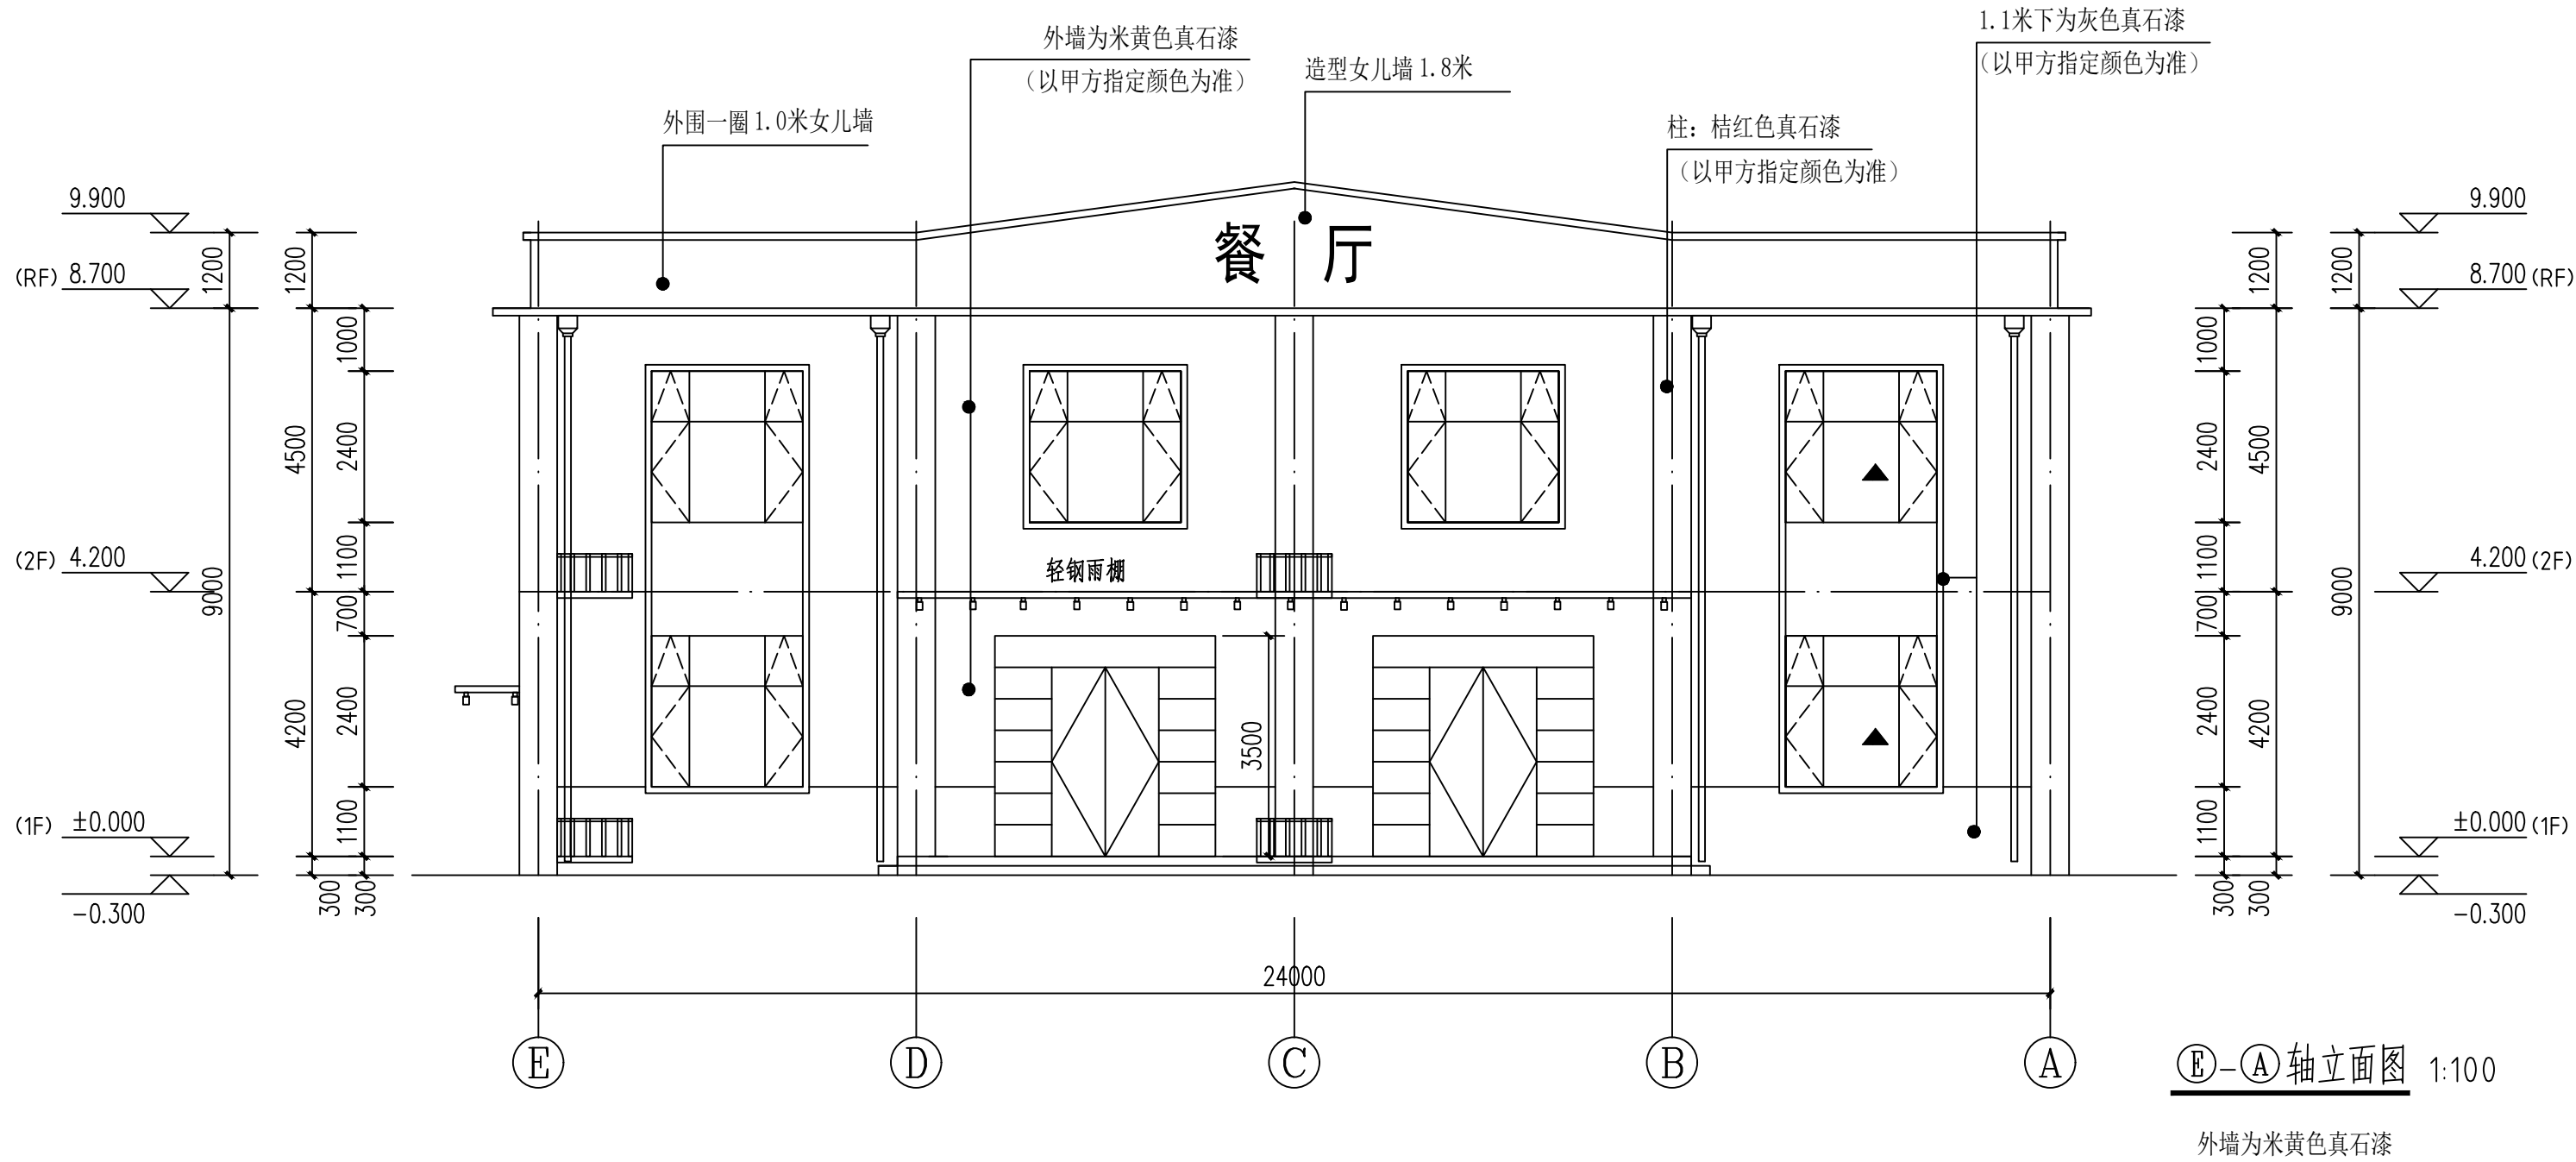 1.1米下为灰色真石漆
(以甲方指定颜色为准)
外墙为米黄色真石漆
(以甲方指定颜色为准)
造型女儿墙1.8米
外围一圈1.0米女儿墙
柱：桔红色真石漆
(以甲方指定颜色为准)
9.900
9.900
餐 厅
(RF) 8.700
1200
1200
1200
1200
8.700 (RF)
1000
1000
4500
2400
2400
4500
(2F) 4.200
9000
1100
轻钢雨棚
1100
9000
4.200 (2F)
700
700
4200
2400
3500
2400
4200
(1F) ±0.000
1100
1100
±0.000 (1F)
-0.300
300
300
300
300
-0.300
24000
E
D
C
B
A
E-A轴立面图 1:100
外墙为米黄色真石漆